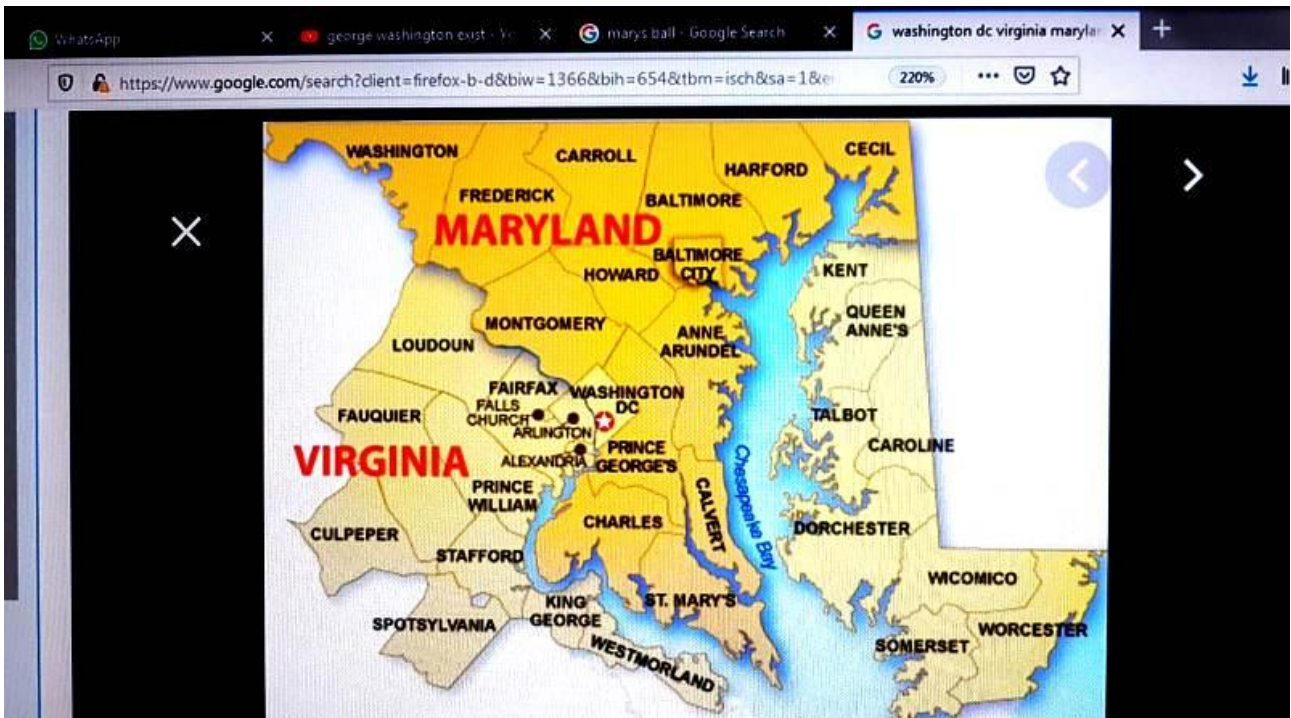 WhatsApp
george washington exist - Yo
marys ball - Google Search
washington dc virginia marylan
https://www.google.com/search?client=firefox-b-d&biw=1366&bih=654&tbm=isch&sa=1&e
220%
WASHINGTON
CARROLL
CECIL
HARFORD
FREDERICK
BALTIMORE
MARYLAND
BALTIMORE
CITY
HOWARD
KENT
MONTGOMERY
QUEEN
ANNE'S
ANNE
ARUNDEL
LOUDOUN
FAIRFAX
WASHINGTON
DC
FALLS
CHURCH
FAUQUIER
ARLINGTON
TALBOT
CAROLINE
VIRGINIA
ALEXANDRIA
PRINCE
GEORGE'S
PRINCE
WILLIAM
CALVERT
Chesapeake Bay
CHARLES
CULPEPER
DORCHESTER
STAFFORD
WICOMICO
KING
GEORGE
ST. MARY'S
SPOTSYLVANIA
WORCESTER
SOMERSET
WESTMORLAND